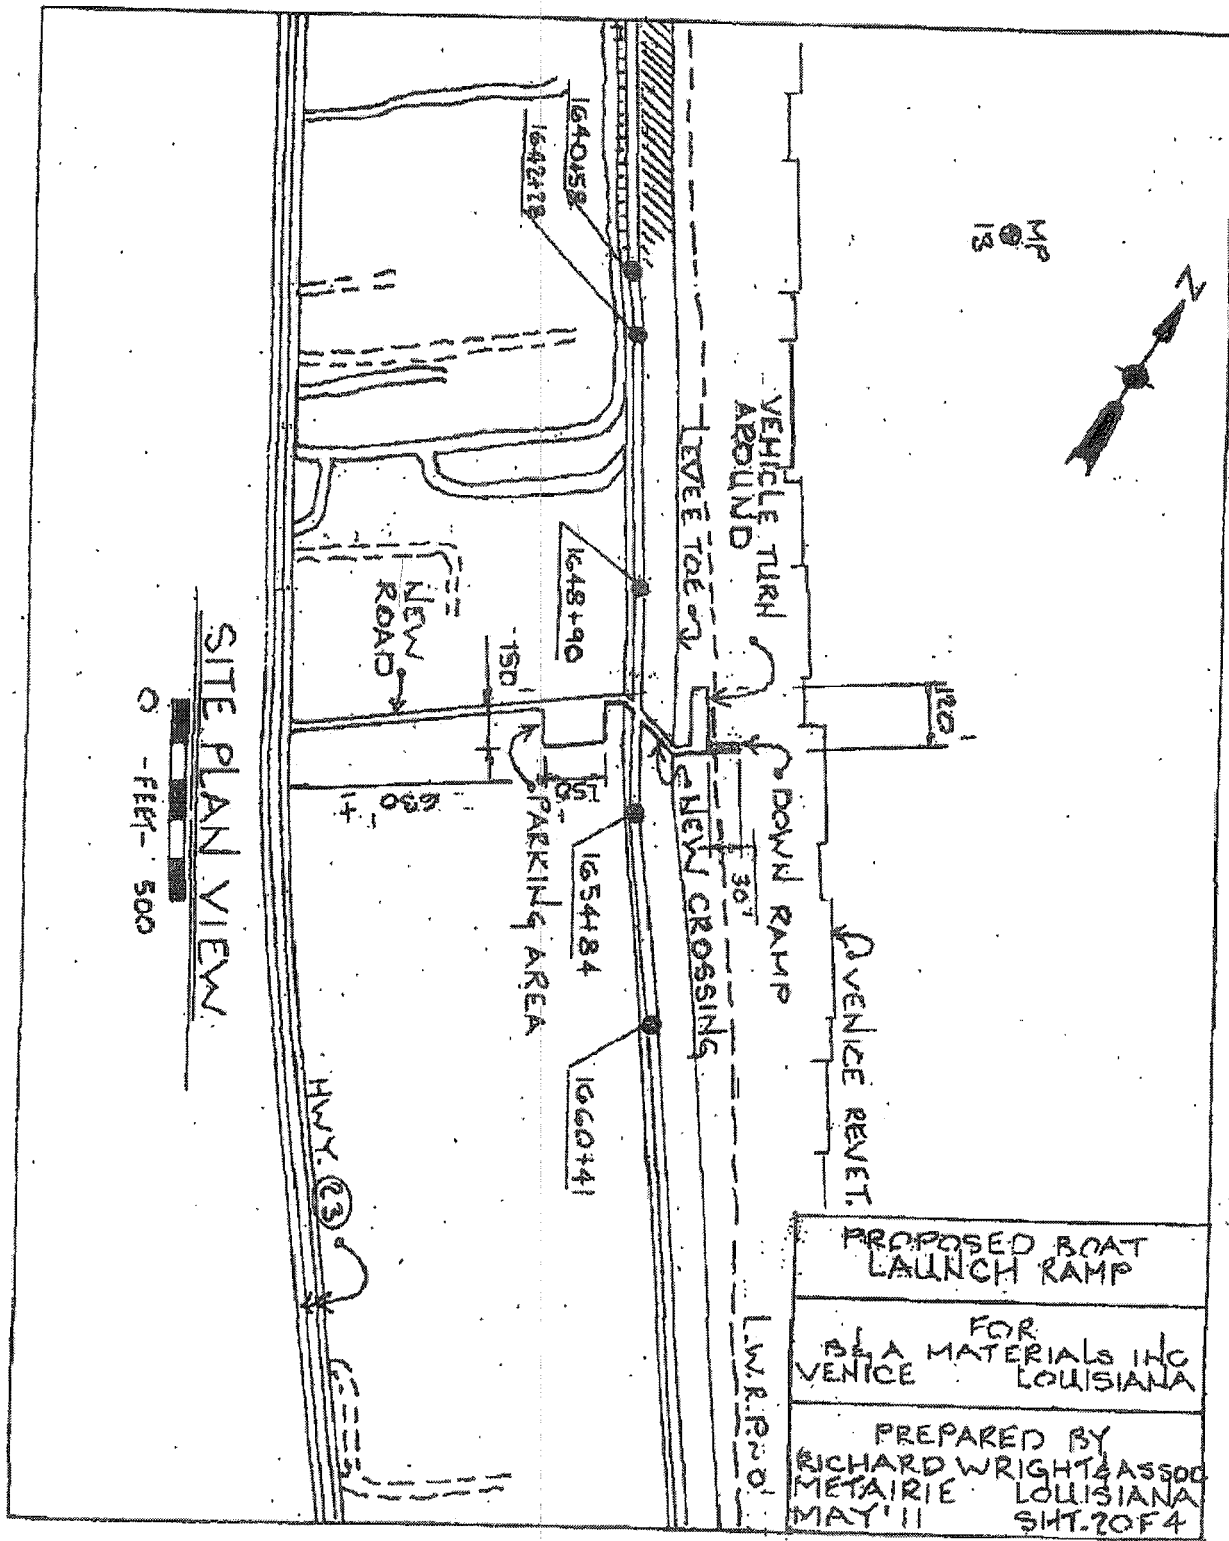 MP
13
N
1640+58
1642+28
VEHICLE TURN
AROUND
LEVEE TOE
1648+90
NEW
ROAD
150'
120'
630' ±
150'
PARKING AREA
NEW CROSSING
DOWN RAMP
30'
1654+84
1660+41
VENICE REVET.
HWY. 23
L.W.R.P. ~ 0
SITE PLAN VIEW
0 - FEET - 500
PROPOSED BOAT
LAUNCH RAMP
FOR
B&A MATERIALS INC
VENICE LOUISIANA
PREPARED BY
RICHARD WRIGHT & ASSOC
METAIRIE LOUISIANA
MAY '11 SHT. 2 OF 4